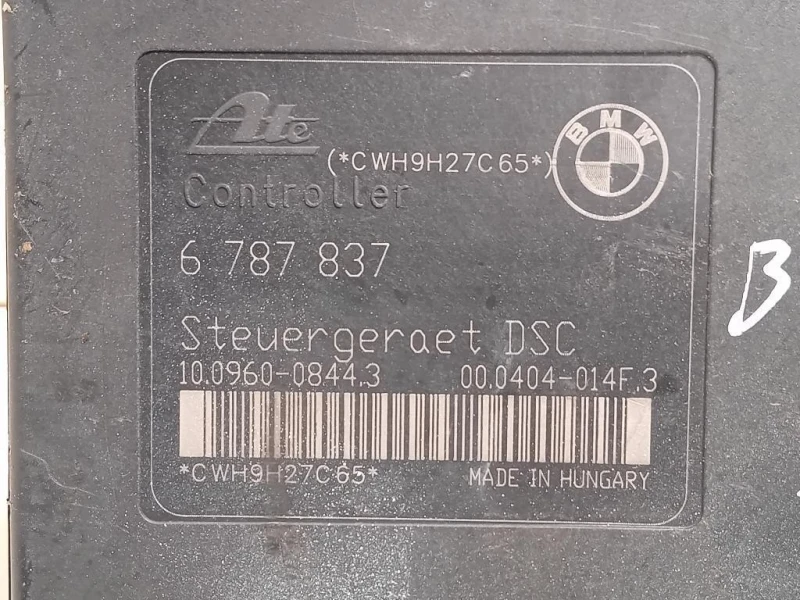 Ate
BMW
(*CWH9H27C65*)
Controller
6 787 837
B
Steuergeraet DSC
10.0960-0844.3 00.0404-014F.3
*CWH9H27C65* MADE IN HUNGARY